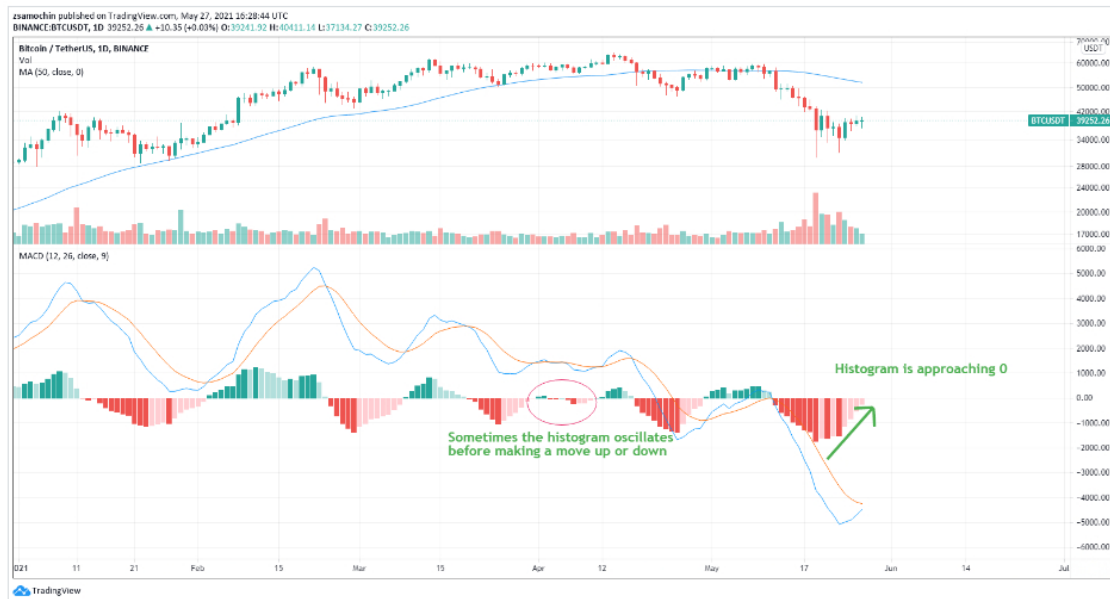 zsamochin published on TradingView.com, May 27, 2021 16:28:44 UTC
BINANCE:BTCUSDT, 1D 39252.26 ▲ +10.35 (+0.03%) O:39241.92 H:40411.14 L:37134.27 C:39252.26
Bitcoin / TetherUS, 1D, BINANCE
Vol
MA (50, close, 0)
70000.00
USDT
60000.00
50000.00
42000.00
BTCUSDT 39252.26
34000.00
28000.00
24000.00
20000.00
17000.00
6000.00
MACD (12, 26, close, 9)
5000.00
4000.00
3000.00
2000.00
1000.00
Histogram is approaching 0
0.00
Sometimes the histogram oscillates
before making a move up or down
-1000.00
-2000.00
-3000.00
-4000.00
-5000.00
-6000.00
2021 11 21 Feb 15 Mar 15 Apr 12 May 17 Jun 14 Jul
TradingView